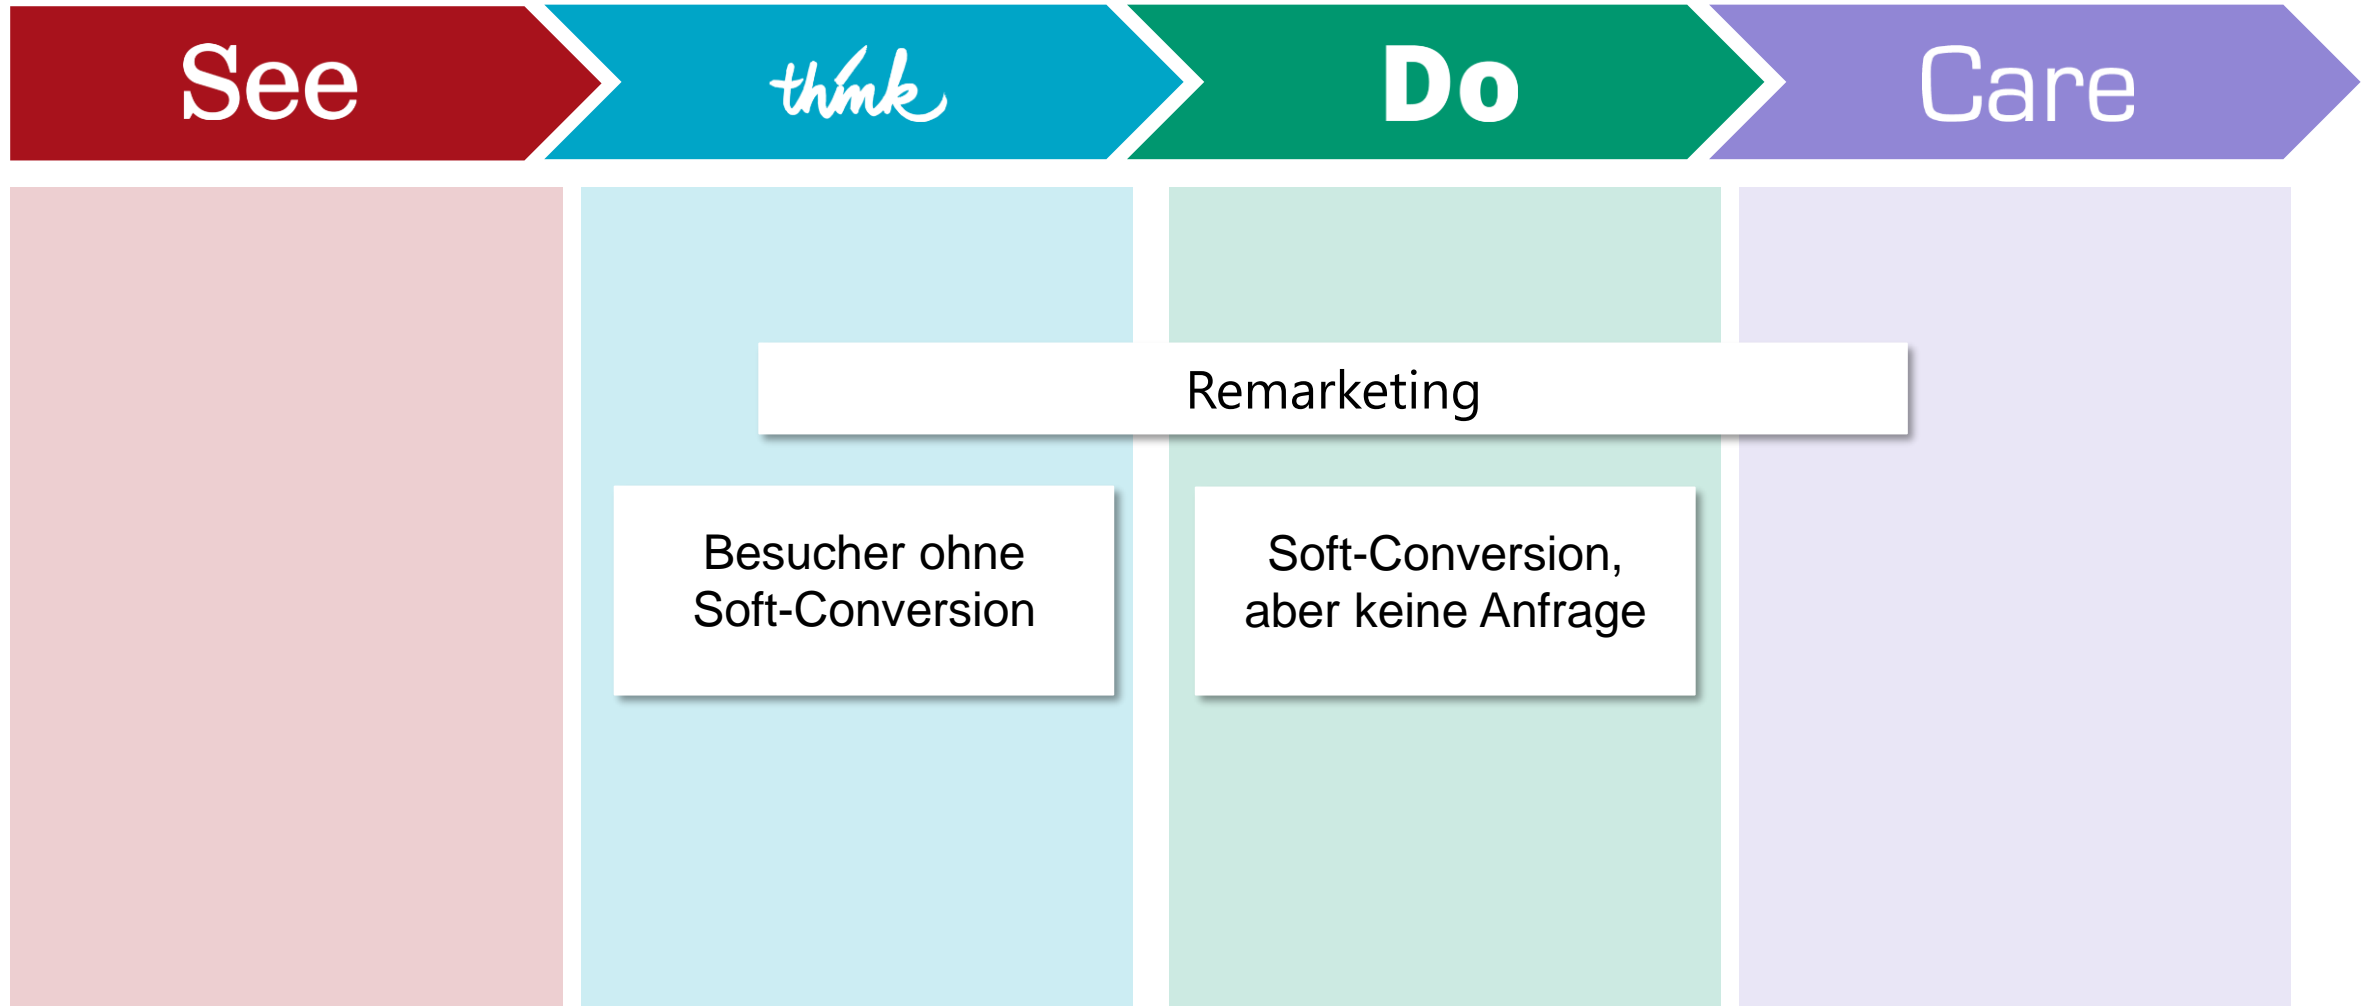 See
think
Do
Care
Remarketing
Besucher ohne
Soft-Conversion
Soft-Conversion,
aber keine Anfrage